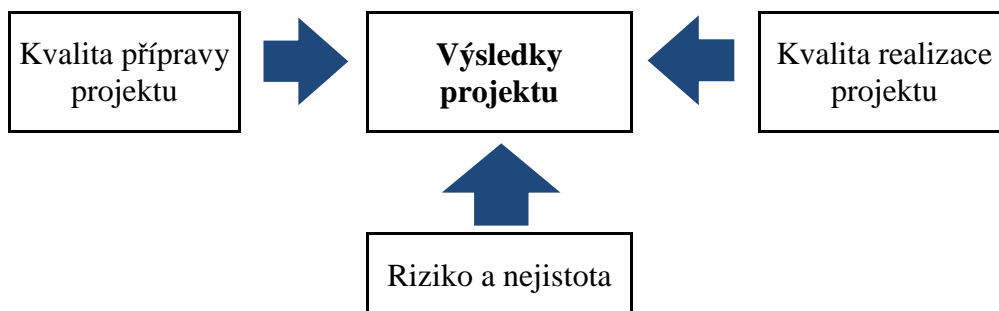 Kvalita přípravy
projektu
Výsledky
projektu
Kvalita realizace
projektu
Riziko a nejistota